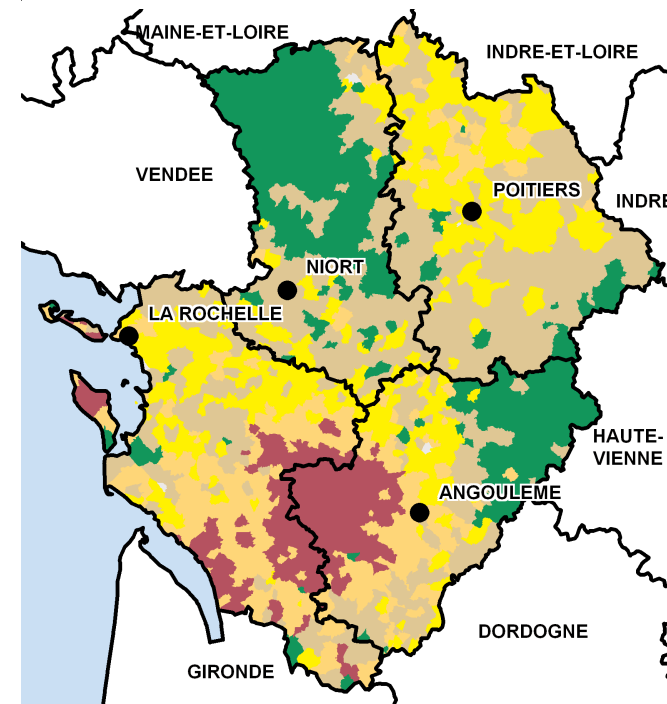 MAINE-ET-LOIRE
INDRE-ET-LOIRE
VENDEE
POITIERS
INDRE
NIORT
LA ROCHELLE
HAUTE-
VIENNE
ANGOULEME
DORDOGNE
GIRONDE